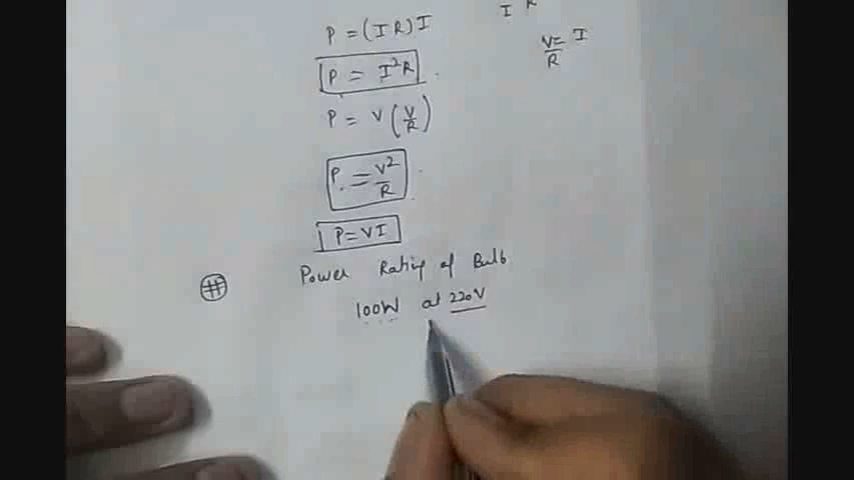 P = (IR) I
I R
V/R = I
P = I²R
P = V (V/R)
P = V²/R
P = VI
# Power Rating of Bulb
100W at 220V